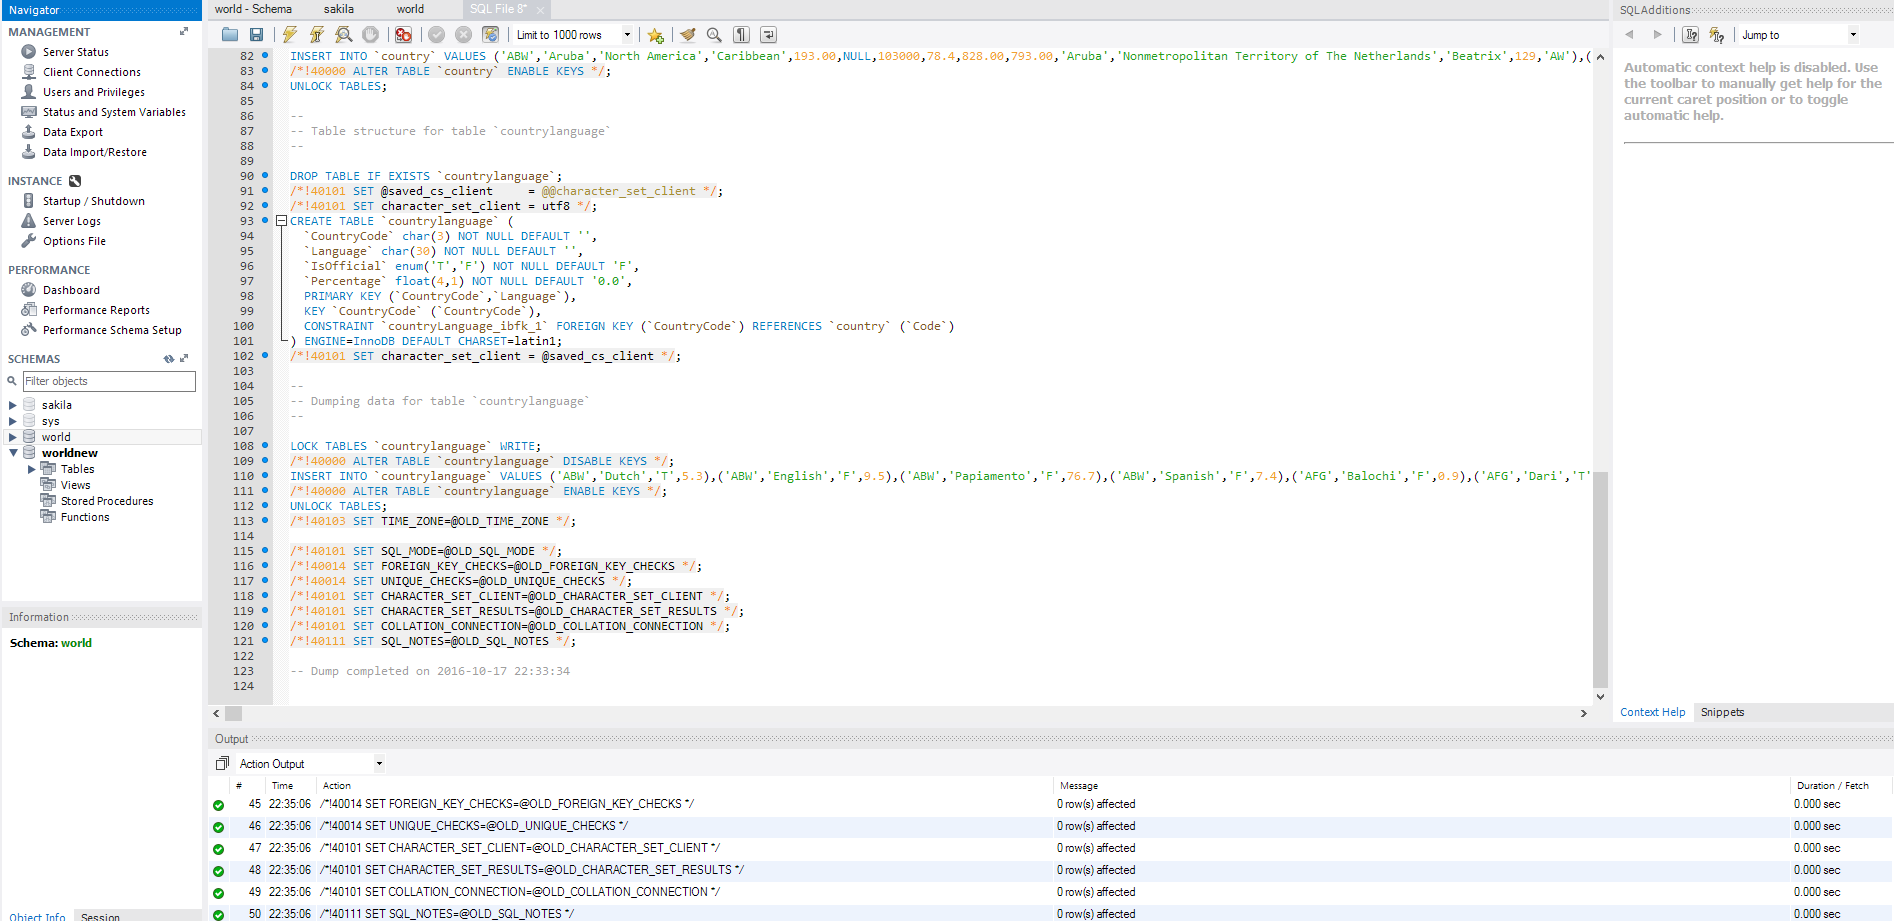 Navigator
MANAGEMENT
Server Status
Client Connections
Users and Privileges
Status and System Variables
Data Export
Data Import/Restore
INSTANCE
Startup / Shutdown
Server Logs
Options File
PERFORMANCE
Dashboard
Performance Reports
Performance Schema Setup
SCHEMAS
Filter objects
sakila
sys
world
worldnew
Tables
Views
Stored Procedures
Functions
Information
Schema: world
Object Info Session
world - Schema sakila world SQL File 8*
Limit to 1000 rows
82 INSERT INTO `country` VALUES ('ABW','Aruba','North America','Caribbean',193.00,NULL,103000,78.4,828.00,793.00,'Aruba','Nonmetropolitan Territory of The Netherlands','Beatrix',129,'AW'),(
83 /*!40000 ALTER TABLE `country` ENABLE KEYS */;
84 UNLOCK TABLES;
85
86 --
87 -- Table structure for table `countrylanguage`
88 --
89
90 DROP TABLE IF EXISTS `countrylanguage`;
91 /*!40101 SET @saved_cs_client     = @@character_set_client */;
92 /*!40101 SET character_set_client = utf8 */;
93 CREATE TABLE `countrylanguage` (
94 `CountryCode` char(3) NOT NULL DEFAULT '',
95 `Language` char(30) NOT NULL DEFAULT '',
96 `IsOfficial` enum('T','F') NOT NULL DEFAULT 'F',
97 `Percentage` float(4,1) NOT NULL DEFAULT '0.0',
98 PRIMARY KEY (`CountryCode`,`Language`),
99 KEY `CountryCode` (`CountryCode`),
100 CONSTRAINT `countryLanguage_ibfk_1` FOREIGN KEY (`CountryCode`) REFERENCES `country` (`Code`)
101 ) ENGINE=InnoDB DEFAULT CHARSET=latin1;
102 /*!40101 SET character_set_client = @saved_cs_client */;
103
104 --
105 -- Dumping data for table `countrylanguage`
106 --
107
108 LOCK TABLES `countrylanguage` WRITE;
109 /*!40000 ALTER TABLE `countrylanguage` DISABLE KEYS */;
110 INSERT INTO `countrylanguage` VALUES ('ABW','Dutch','T',5.3),('ABW','English','F',9.5),('ABW','Papiamento','F',76.7),('ABW','Spanish','F',7.4),('AFG','Balochi','F',0.9),('AFG','Dari','T'
111 /*!40000 ALTER TABLE `countrylanguage` ENABLE KEYS */;
112 UNLOCK TABLES;
113 /*!40103 SET TIME_ZONE=@OLD_TIME_ZONE */;
114
115 /*!40101 SET SQL_MODE=@OLD_SQL_MODE */;
116 /*!40014 SET FOREIGN_KEY_CHECKS=@OLD_FOREIGN_KEY_CHECKS */;
117 /*!40014 SET UNIQUE_CHECKS=@OLD_UNIQUE_CHECKS */;
118 /*!40101 SET CHARACTER_SET_CLIENT=@OLD_CHARACTER_SET_CLIENT */;
119 /*!40101 SET CHARACTER_SET_RESULTS=@OLD_CHARACTER_SET_RESULTS */;
120 /*!40101 SET COLLATION_CONNECTION=@OLD_COLLATION_CONNECTION */;
121 /*!40111 SET SQL_NOTES=@OLD_SQL_NOTES */;
122
123 -- Dump completed on 2016-10-17 22:33:34
124
Output
Action Output
# Time Action Message Duration / Fetch
45 22:35:06 /*!40014 SET FOREIGN_KEY_CHECKS=@OLD_FOREIGN_KEY_CHECKS */ 0 row(s) affected 0.000 sec
46 22:35:06 /*!40014 SET UNIQUE_CHECKS=@OLD_UNIQUE_CHECKS */ 0 row(s) affected 0.000 sec
47 22:35:06 /*!40101 SET CHARACTER_SET_CLIENT=@OLD_CHARACTER_SET_CLIENT */ 0 row(s) affected 0.000 sec
48 22:35:06 /*!40101 SET CHARACTER_SET_RESULTS=@OLD_CHARACTER_SET_RESULTS */ 0 row(s) affected 0.000 sec
49 22:35:06 /*!40101 SET COLLATION_CONNECTION=@OLD_COLLATION_CONNECTION */ 0 row(s) affected 0.000 sec
50 22:35:06 /*!40111 SET SQL_NOTES=@OLD_SQL_NOTES */ 0 row(s) affected 0.000 sec
SQLAdditions
Jump to
Automatic context help is disabled. Use
the toolbar to manually get help for the
current caret position or to toggle
automatic help.
Context Help Snippets